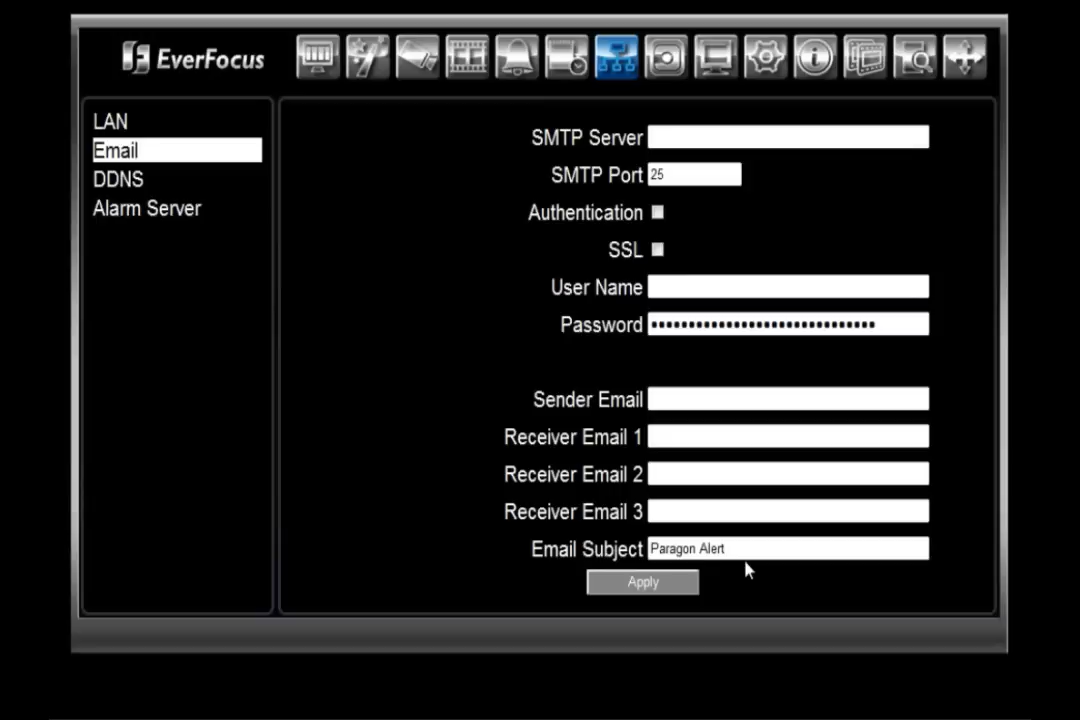 EverFocus
LAN
Email
DDNS
Alarm Server
SMTP Server
SMTP Port 25
Authentication
SSL
User Name
Password ••••••••••••••••••••••••••••••
Sender Email
Receiver Email 1
Receiver Email 2
Receiver Email 3
Email Subject Paragon Alert
Apply